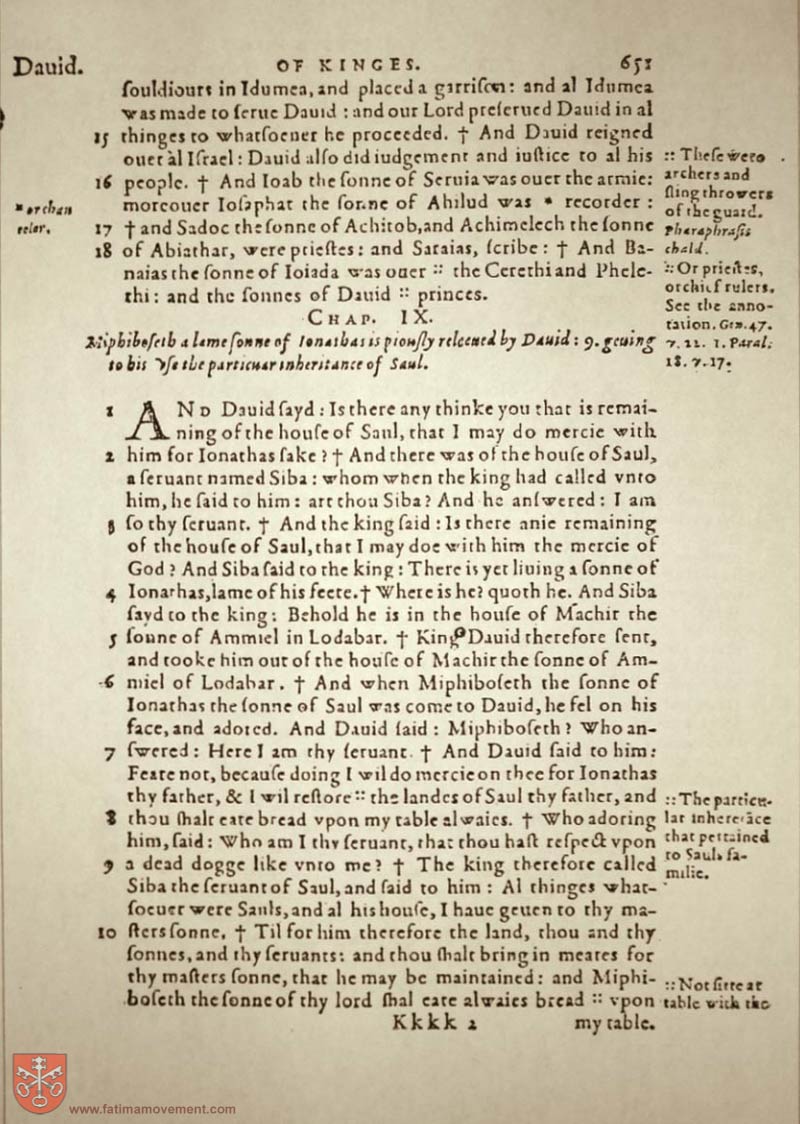 Dauid.
OF KINGES.
651
ſouldiours in Idumea, and placed a garriſon: and al Idumea
was made to ſerue Dauid : and our Lord preſerued Dauid in al
15 thinges to whatſoeuer he proceeded. † And Dauid reigned
ouer al Iſrael: Dauid alſo did iudgement and iuſtice to al his
16 people. † And Ioab the ſonne of Seruia was ouer the armie:
moreouer Ioſaphat the ſonne of Ahilud was * recorder :
17 † and Sadoc the ſonne of Achitob, and Achimelech the ſonne
18 of Abiathar, were prieſtes: and Saraias, ſcribe: † And Ba-
naias the ſonne of Ioiada was ouer :: the Cerethi and Phele-
thi: and the ſonnes of Dauid :: princes.
* or chan
celer.
:: Theſe were
archers and
ſling throwers
of the guard.
Pharaphraſis
chald.
:: Or prieſtes,
or chief rulers.
See the anno-
tation. Gen. 47.
v. 22. 1. Paral.
18. v. 17.
CHAP. IX.
Miphiboſeth a lame ſonne of Ionathas is piouſly releeued by Dauid: 9. geuing
to his vſe the particuar inheritance of Saul.
1 AND Dauid ſayd : Is there any thinke you that is remai-
ning of the houſe of Saul, that I may do mercie with
2 him for Ionathas ſake? † And there was of the houſe of Saul,
a ſeruant named Siba : whom when the king had called vnto
him, he ſaid to him: art thou Siba? And he anſwered: I am
3 ſo thy ſeruant. † And the king ſaid : Is there anie remaining
of the houſe of Saul, that I may doe with him the mercie of
God? And Siba ſaid to the king: There is yet liuing a ſonne of
4 Ionathas, lame of his feete. † Where is he? quoth he. And Siba
ſayd to the king: Behold he is in the houſe of Machir the
5 ſonne of Ammiel in Lodabar. † King Dauid therefore ſent,
and tooke him out of the houſe of Machir the ſonne of Am-
6 miel of Lodabar. † And when Miphiboſeth the ſonne of
Ionathas the ſonne of Saul was come to Dauid, he fel on his
face, and adored. And Dauid ſaid : Miphiboſeth? Who an-
7 ſwered: Here I am thy ſeruant. † And Dauid ſaid to him:
Feare not, becauſe doing I wil do mercie on thee for Ionathas
thy father, & I wil reſtore :: the landes of Saul thy father, and
8 thou ſhalt eate bread vpon my table alwaies. † Who adoring
him, ſaid: Who am I thy ſeruant, that thou haſt reſpect vpon
9 a dead dogge like vnto me? † The king therefore called
Siba the ſeruant of Saul, and ſaid to him : Al thinges what-
ſoeuer were Sauls, and al his houſe, I haue geuen to thy ma-
10 ſters ſonne. † Til for him therefore the land, thou and thy
ſonnes, and thy ſeruants: and thou ſhalt bring in meates for
thy maſters ſonne, that he may be maintained: and Miphi-
boſeth the ſonne of thy lord ſhal eate alwaies bread :: vpon
:: The particu-
lar inheritāce
that pertained
to Sauls fa-
milie.
:: Not ſitte at
table with the
Kkkk 2
my table.
www.fatimamovement.com